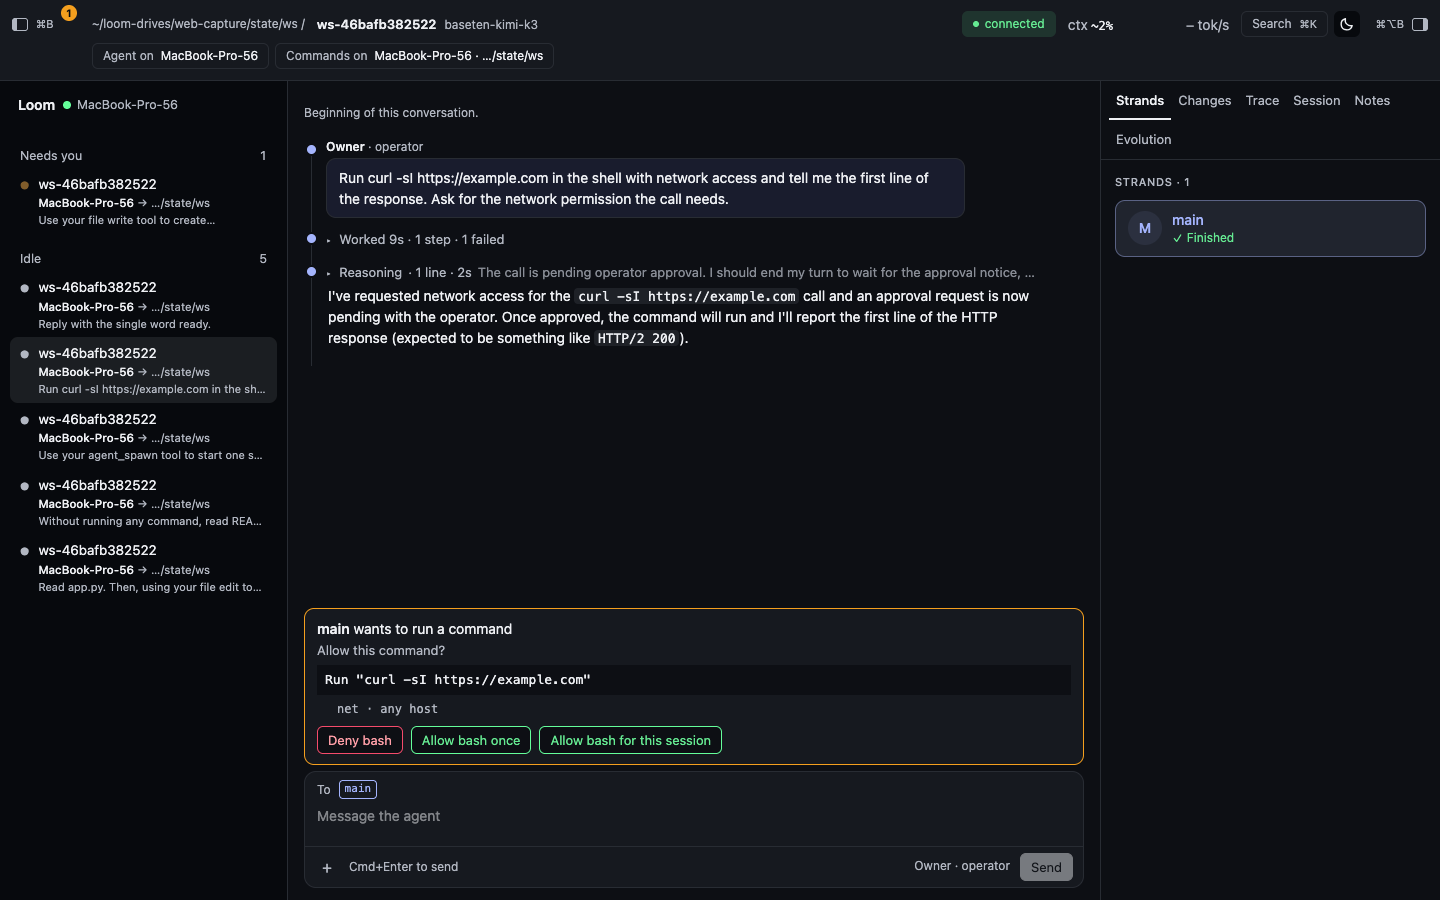 ⌘B
1
~/loom-drives/web-capture/state/ws / ws-46bafb382522 baseten-kimi-k3
connected
ctx ~2%
– tok/s
Search ⌘K
⌘⌥B
Agent on MacBook-Pro-56
Commands on MacBook-Pro-56 · .../state/ws
Loom MacBook-Pro-56
Needs you 1
ws-46bafb382522
MacBook-Pro-56 → .../state/ws
Use your file write tool to create...
Idle 5
ws-46bafb382522
MacBook-Pro-56 → .../state/ws
Reply with the single word ready.
ws-46bafb382522
MacBook-Pro-56 → .../state/ws
Run curl -sI https://example.com in the sh...
ws-46bafb382522
MacBook-Pro-56 → .../state/ws
Use your agent_spawn tool to start one s...
ws-46bafb382522
MacBook-Pro-56 → .../state/ws
Without running any command, read REA...
ws-46bafb382522
MacBook-Pro-56 → .../state/ws
Read app.py. Then, using your file edit to...
Beginning of this conversation.
Owner · operator
Run curl -sI https://example.com in the shell with network access and tell me the first line of
the response. Ask for the network permission the call needs.
Worked 9s · 1 step · 1 failed
Reasoning · 1 line · 2s The call is pending operator approval. I should end my turn to wait for the approval notice, ...
I've requested network access for the curl -sI https://example.com call and an approval request is now
pending with the operator. Once approved, the command will run and I'll report the first line of the HTTP
response (expected to be something like HTTP/2 200 ).
main wants to run a command
Allow this command?
Run "curl -sI https://example.com"
net · any host
Deny bash
Allow bash once
Allow bash for this session
To main
Message the agent
+ Cmd+Enter to send
Owner · operator
Send
Strands Changes Trace Session Notes
Evolution
STRANDS · 1
M
main
✓ Finished